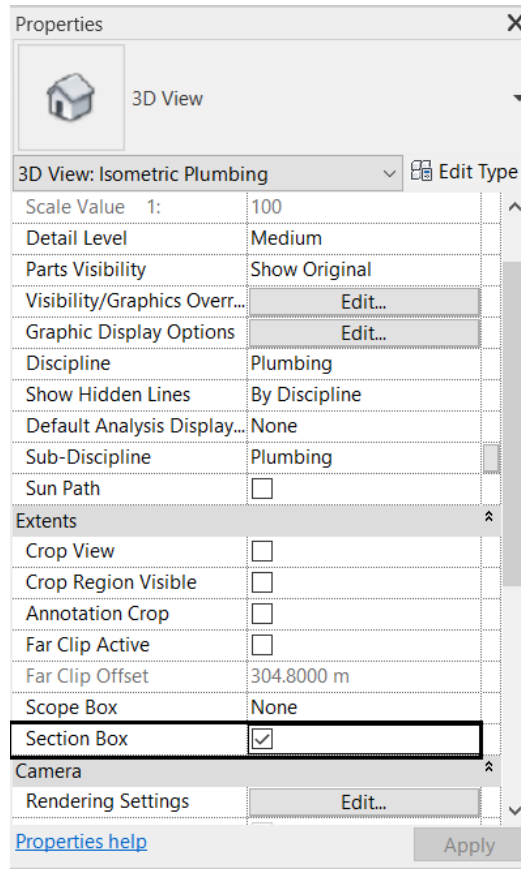 Properties
3D View
3D View: Isometric Plumbing Edit Type
Scale Value 1: 100
Detail Level Medium
Parts Visibility Show Original
Visibility/Graphics Overr... Edit...
Graphic Display Options Edit...
Discipline Plumbing
Show Hidden Lines By Discipline
Default Analysis Display... None
Sub-Discipline Plumbing
Sun Path
Extents
Crop View
Crop Region Visible
Annotation Crop
Far Clip Active
Far Clip Offset 304.8000 m
Scope Box None
Section Box
Camera
Rendering Settings Edit...
Properties help Apply